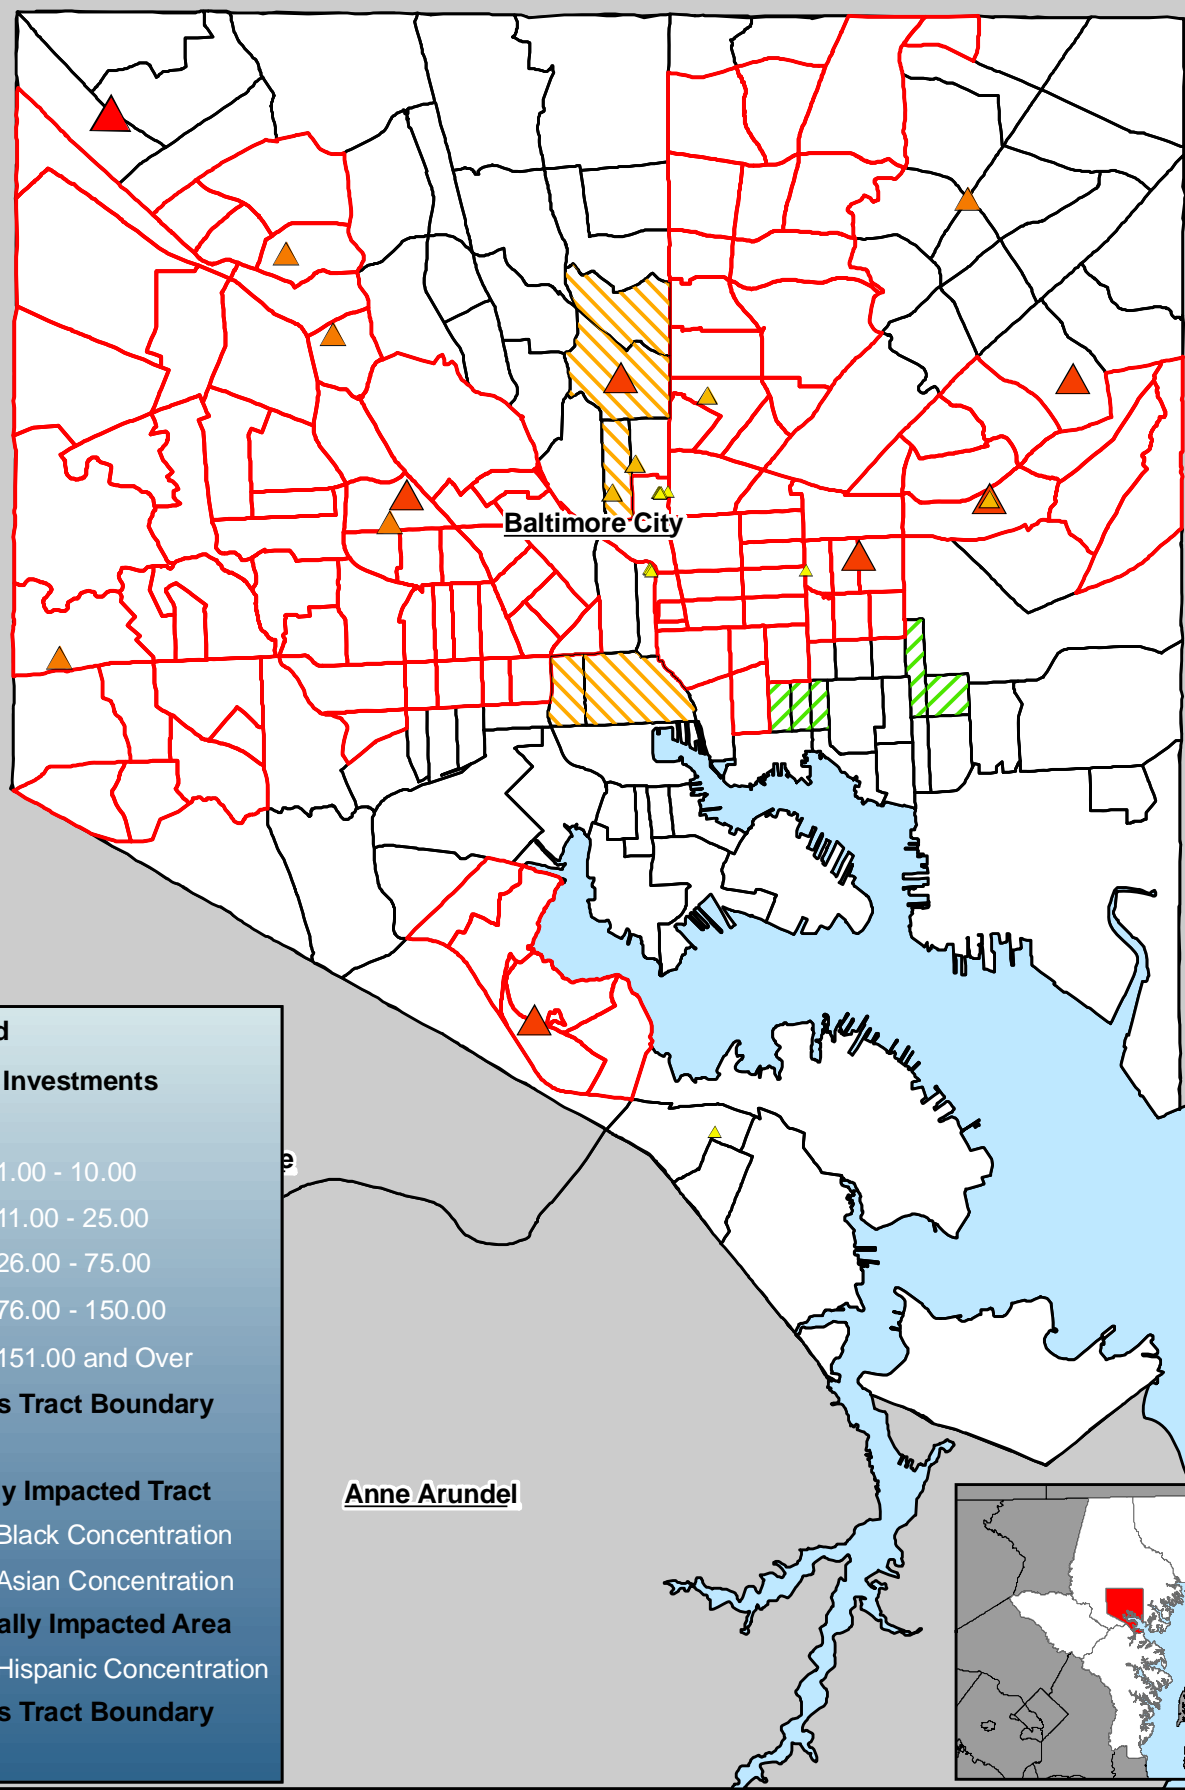 Baltimore City
d
Investments
1.00 - 10.00
e
11.00 - 25.00
26.00 - 75.00
76.00 - 150.00
151.00 and Over
s Tract Boundary
y Impacted Tract
Anne Arundel
Black Concentration
Asian Concentration
ally Impacted Area
Hispanic Concentration
s Tract Boundary